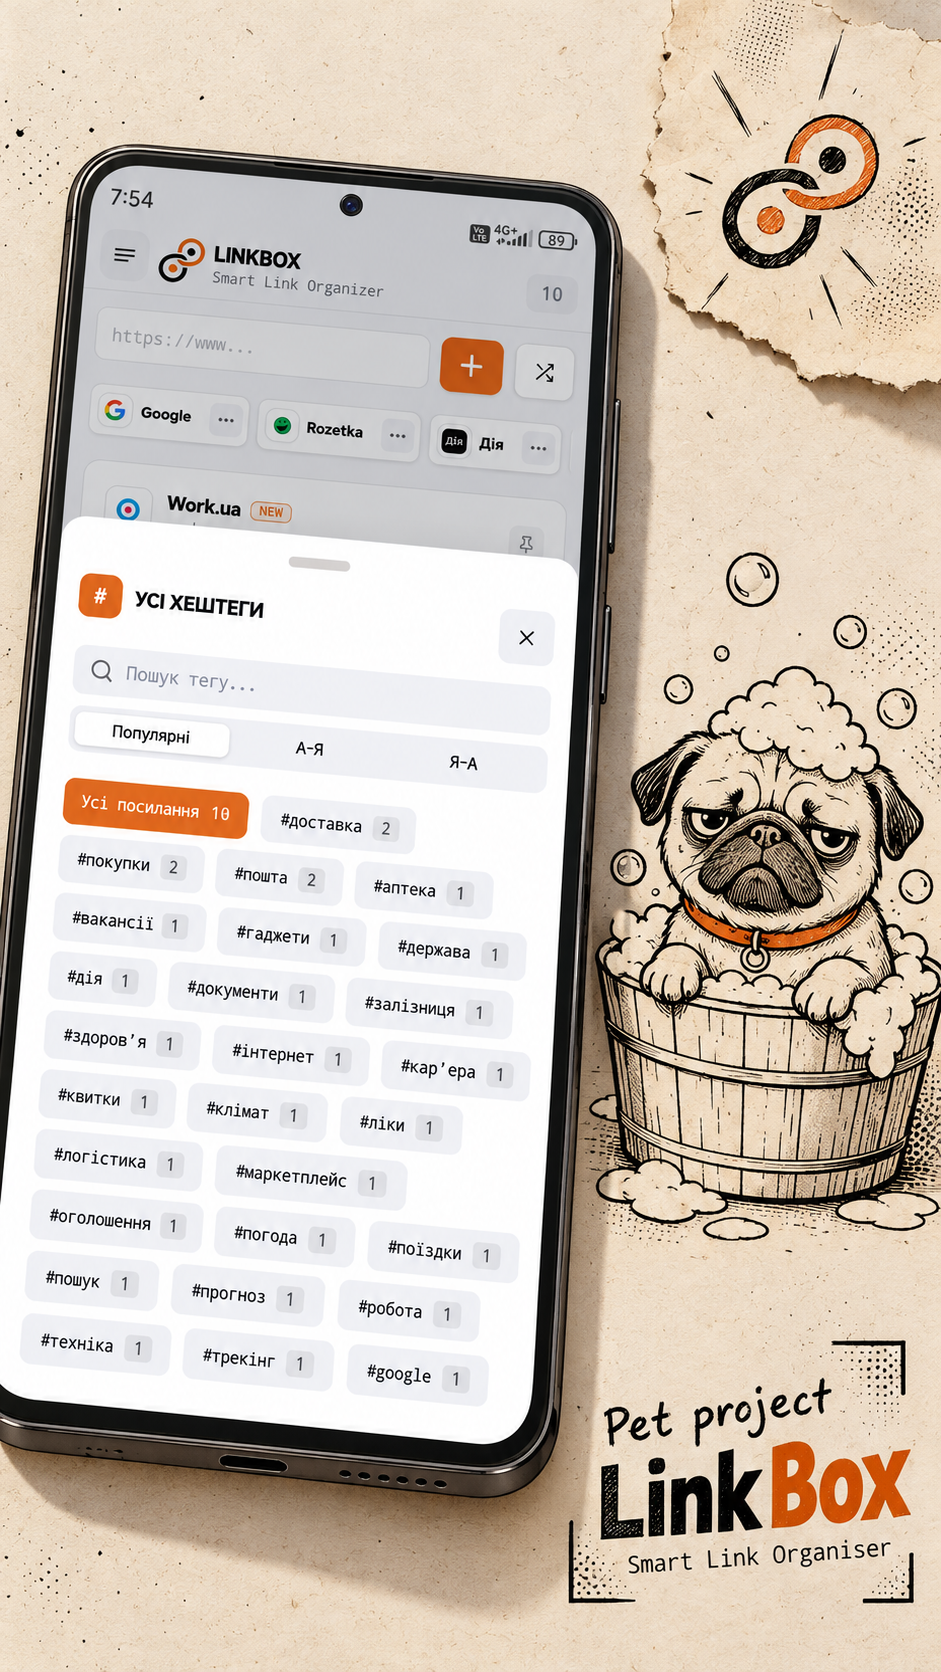 7:54
Vo LTE 4G+ 89
LINKBOX
Smart Link Organizer
10
https://www...
Google
Rozetka
Дія Дія
Work.ua NEW
# УСІ ХЕШТЕГИ
Пошук тегу...
Популярні А-Я Я-А
Усі посилання 10 #доставка 2
#покупки 2 #пошта 2 #аптека 1
#вакансії 1 #гаджети 1 #держава 1
#дія 1 #документи 1 #залізниця 1
#здоров’я 1 #інтернет 1 #кар’єра 1
#квитки 1 #клімат 1 #ліки 1
#логістика 1 #маркетплейс 1
#оголошення 1 #погода 1 #поїздки 1
#пошук 1 #прогноз 1 #робота 1
#техніка 1 #трекінг 1 #google 1
Pet project
LinkBox
Smart Link Organiser